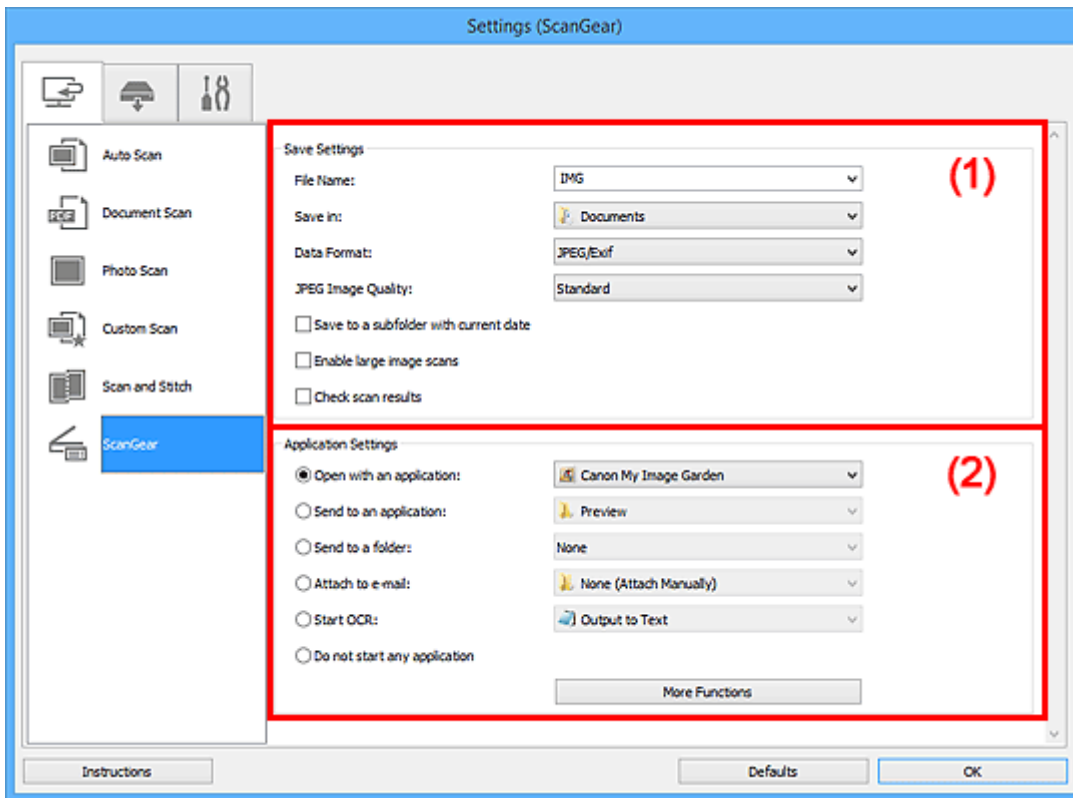 Settings (ScanGear)
Auto Scan
Document Scan
Photo Scan
Custom Scan
Scan and Stitch
ScanGear
Save Settings
(1)
File Name: IMG
Save in: Documents
Data Format: JPEG/Exif
JPEG Image Quality: Standard
Save to a subfolder with current date
Enable large image scans
Check scan results
Application Settings
(2)
Open with an application: Canon My Image Garden
Send to an application: Preview
Send to a folder: None
Attach to e-mail: None (Attach Manually)
Start OCR: Output to Text
Do not start any application
More Functions
Instructions Defaults OK